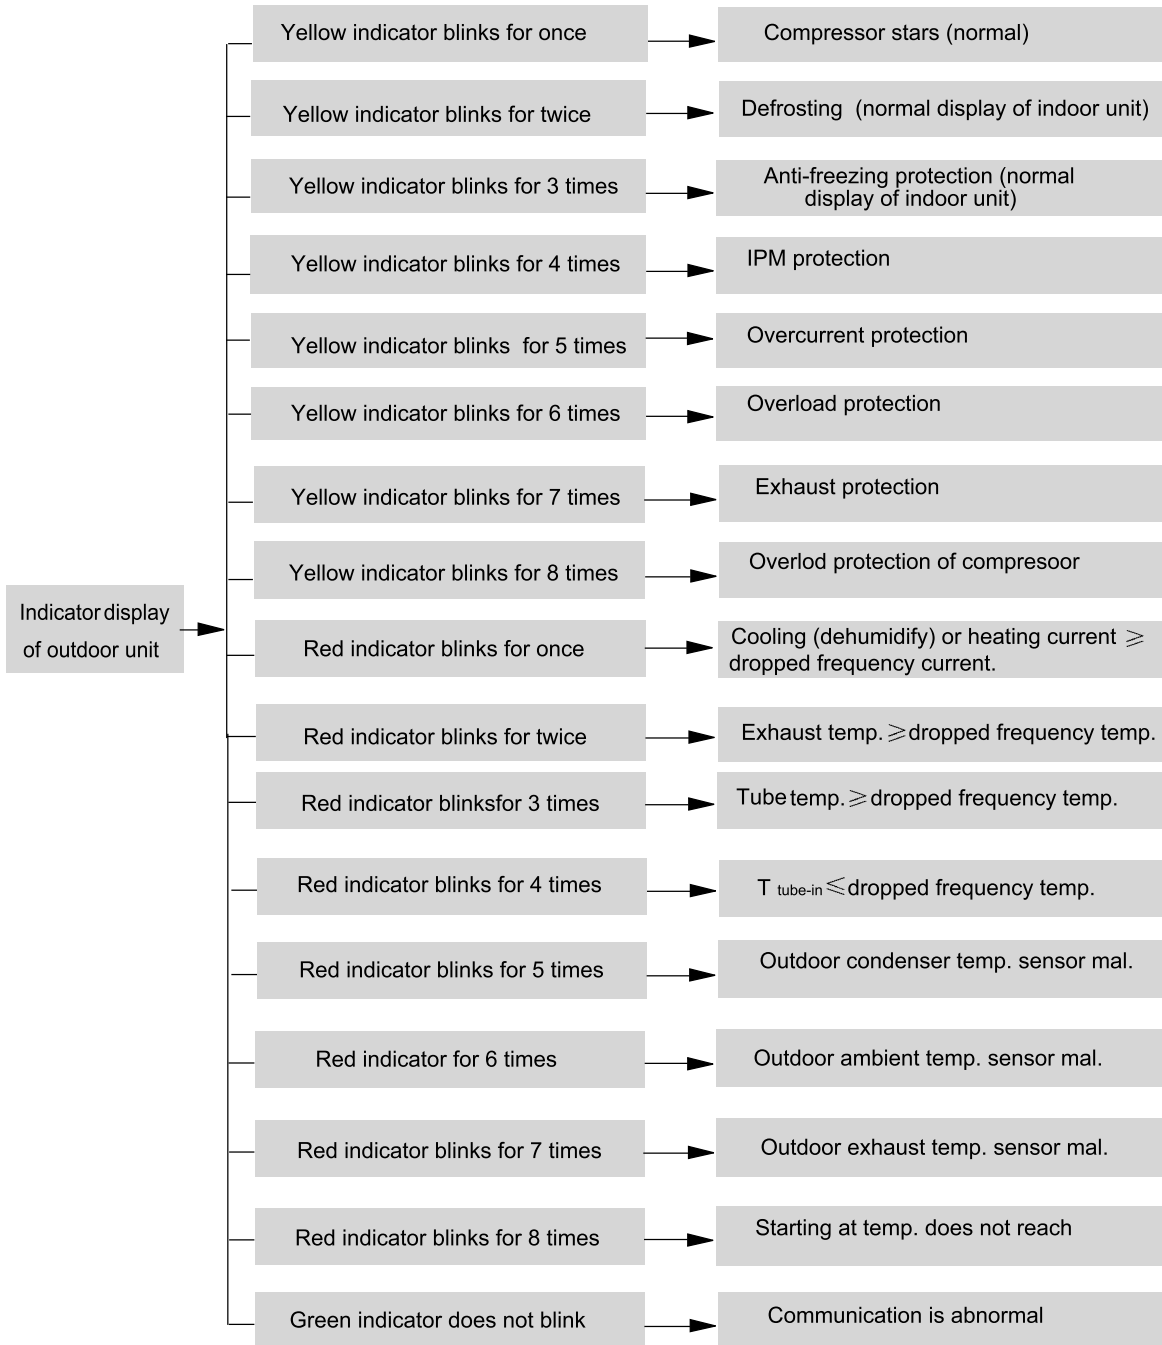 Yellow indicator blinks for once
Compressor stars (normal)
Yellow indicator blinks for twice
Defrosting (normal display of indoor unit)
Yellow indicator blinks for 3 times
Anti-freezing protection (normal
display of indoor unit)
Yellow indicator blinks for 4 times
IPM protection
Yellow indicator blinks for 5 times
Overcurrent protection
Yellow indicator blinks for 6 times
Overload protection
Yellow indicator blinks for 7 times
Exhaust protection
Yellow indicator blinks for 8 times
Overlod protection of compresoor
Indicator display
of outdoor unit
Red indicator blinks for once
Cooling (dehumidify) or heating current ⩾
dropped frequency current.
Red indicator blinks for twice
Exhaust temp. ⩾dropped frequency temp.
Red indicator blinksfor 3 times
Tube temp. ⩾dropped frequency temp.
Red indicator blinks for 4 times
T tube-in ⩽dropped frequency temp.
Red indicator blinks for 5 times
Outdoor condenser temp. sensor mal.
Red indicator for 6 times
Outdoor ambient temp. sensor mal.
Red indicator blinks for 7 times
Outdoor exhaust temp. sensor mal.
Red indicator blinks for 8 times
Starting at temp. does not reach
Green indicator does not blink
Communication is abnormal